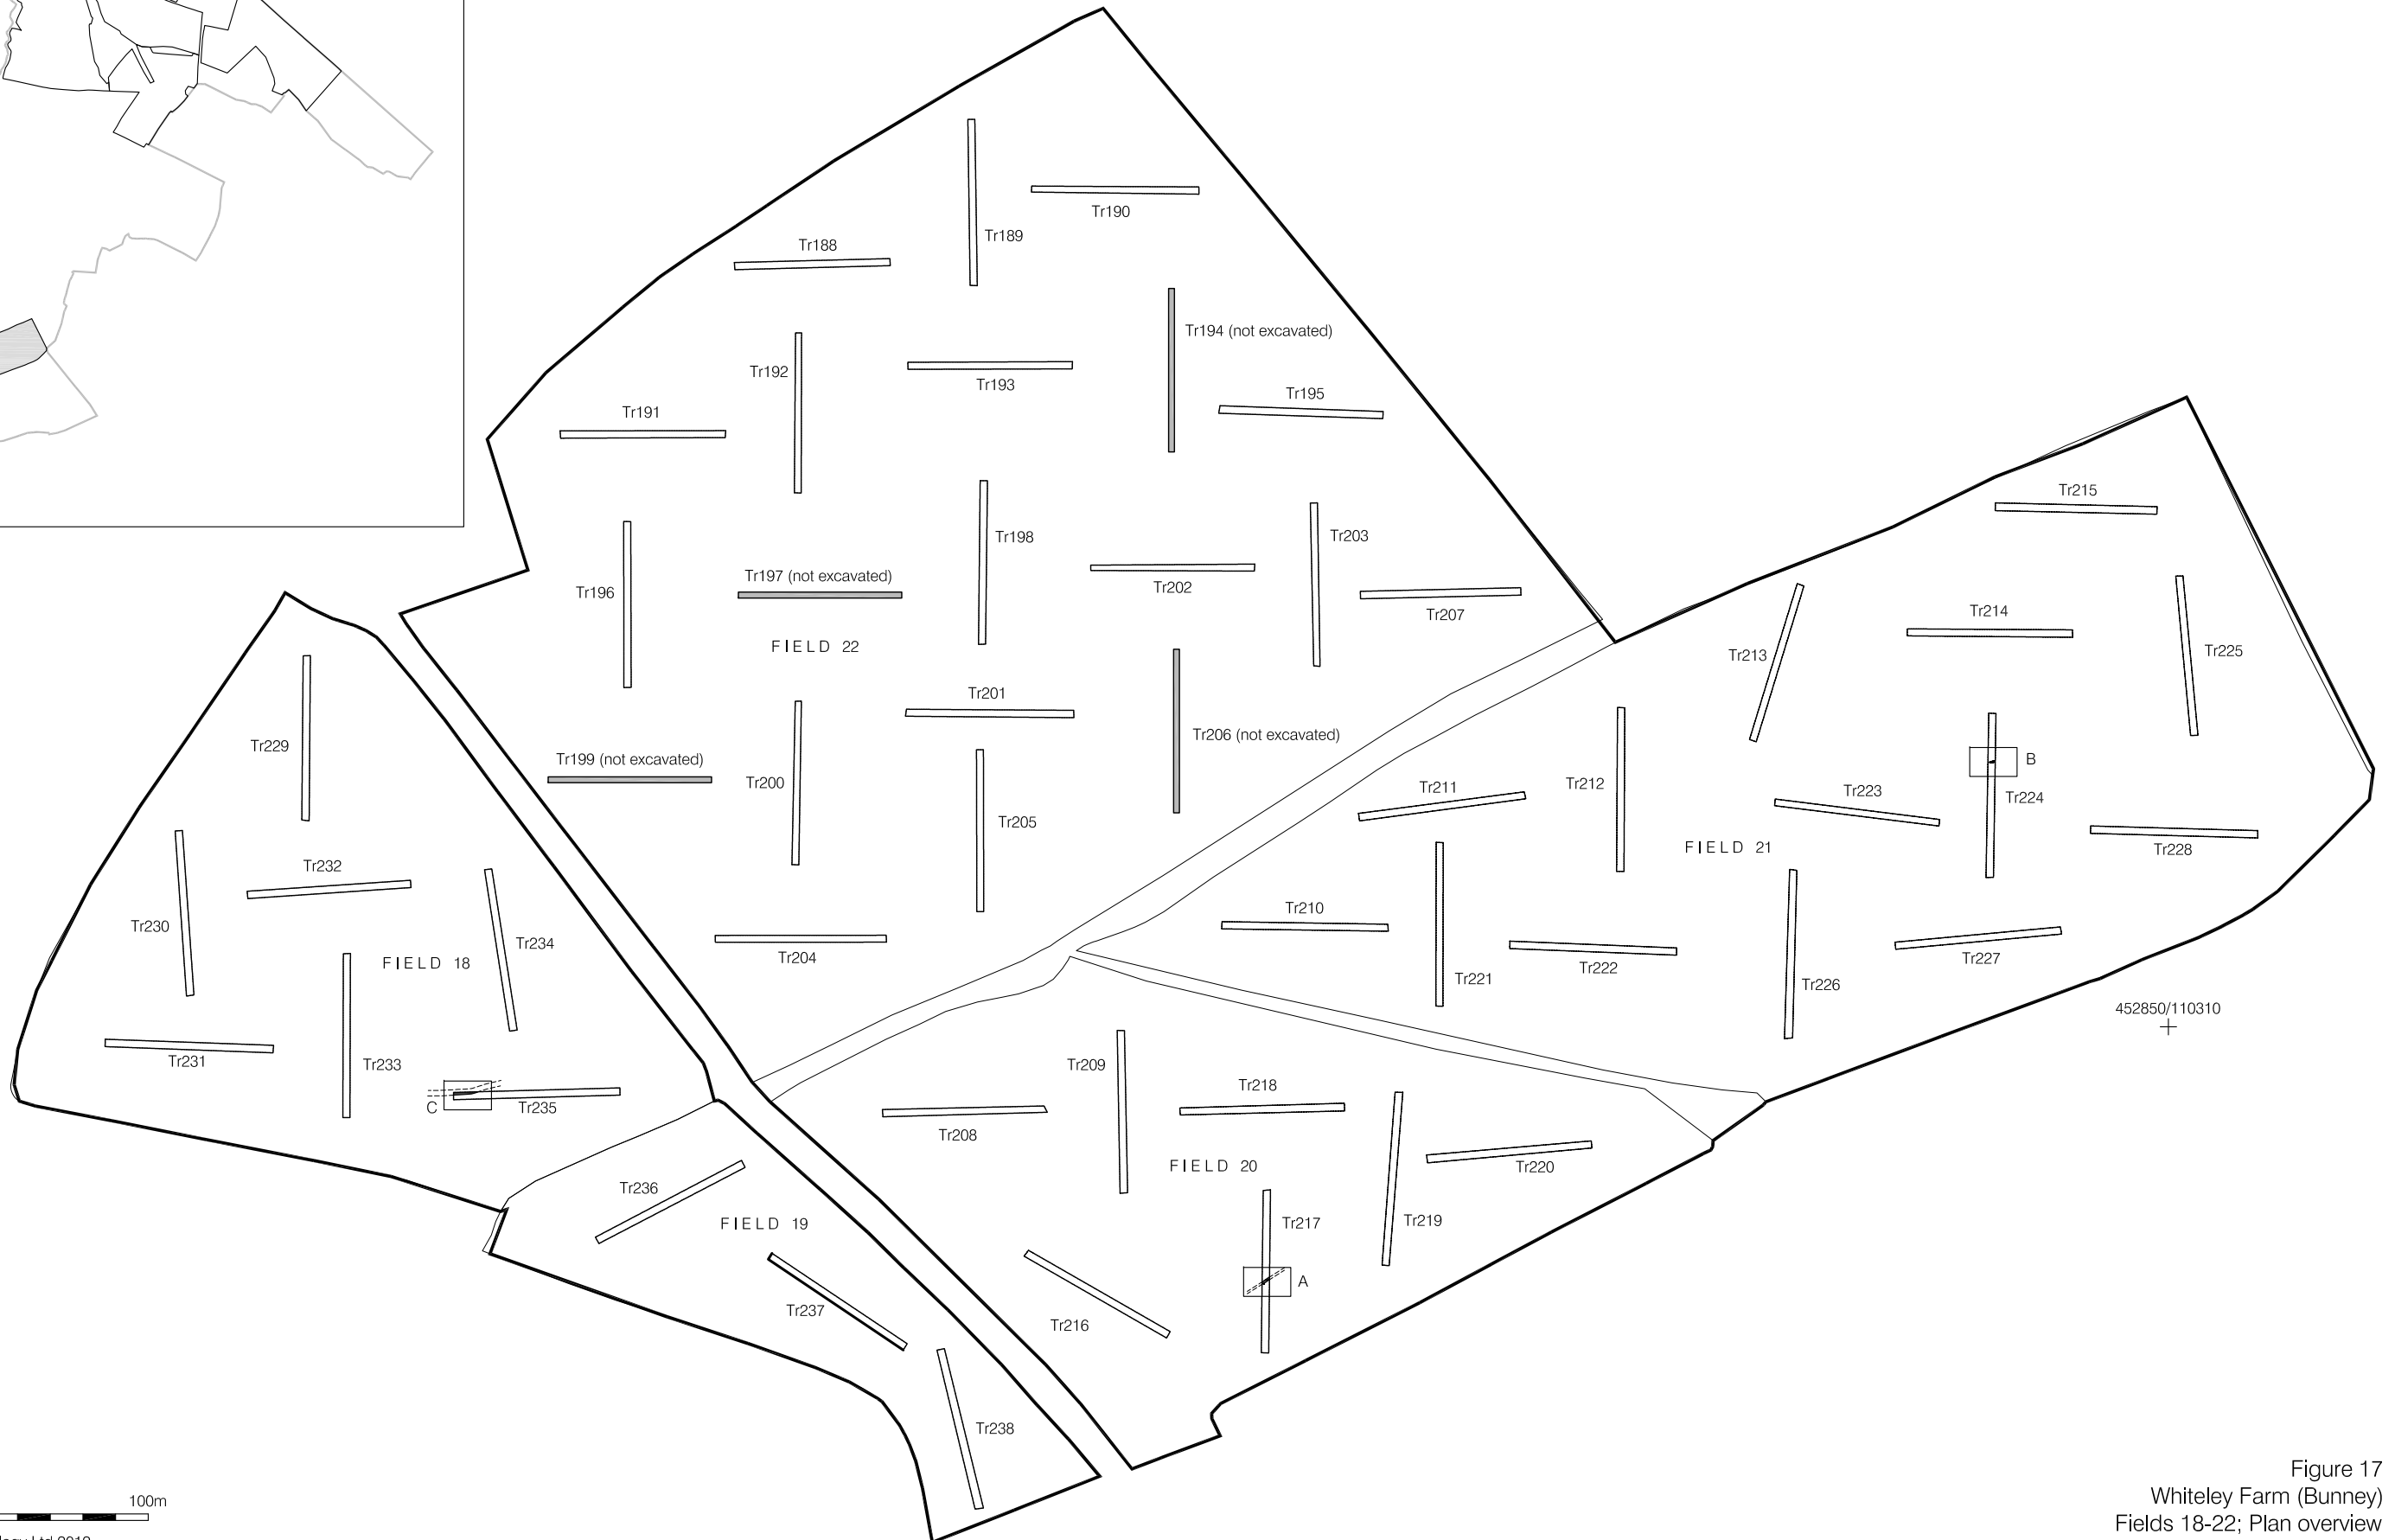 Tr190
Tr189
Tr188
Tr194 (not excavated)
Tr192
Tr193
Tr195
Tr191
Tr215
Tr198
Tr203
Tr197 (not excavated)
Tr202
Tr196
Tr207
Tr214
FIELD 22
Tr213
Tr225
Tr201
Tr206 (not excavated)
Tr229
Tr199 (not excavated)
B
Tr200
Tr212
Tr211
Tr223
Tr224
Tr205
FIELD 21
Tr228
Tr232
Tr210
Tr230
Tr234
Tr204
Tr227
FIELD 18
Tr222
Tr221
Tr226
452850/110310
Tr231
Tr233
Tr209
Tr218
C
Tr235
Tr208
FIELD 20
Tr220
Tr236
FIELD 19
Tr217
Tr219
A
Tr237
Tr216
Tr238
100m
Ltd 2012
Figure 17
Whiteley Farm (Bunney)
Fields 18-22; Plan overview